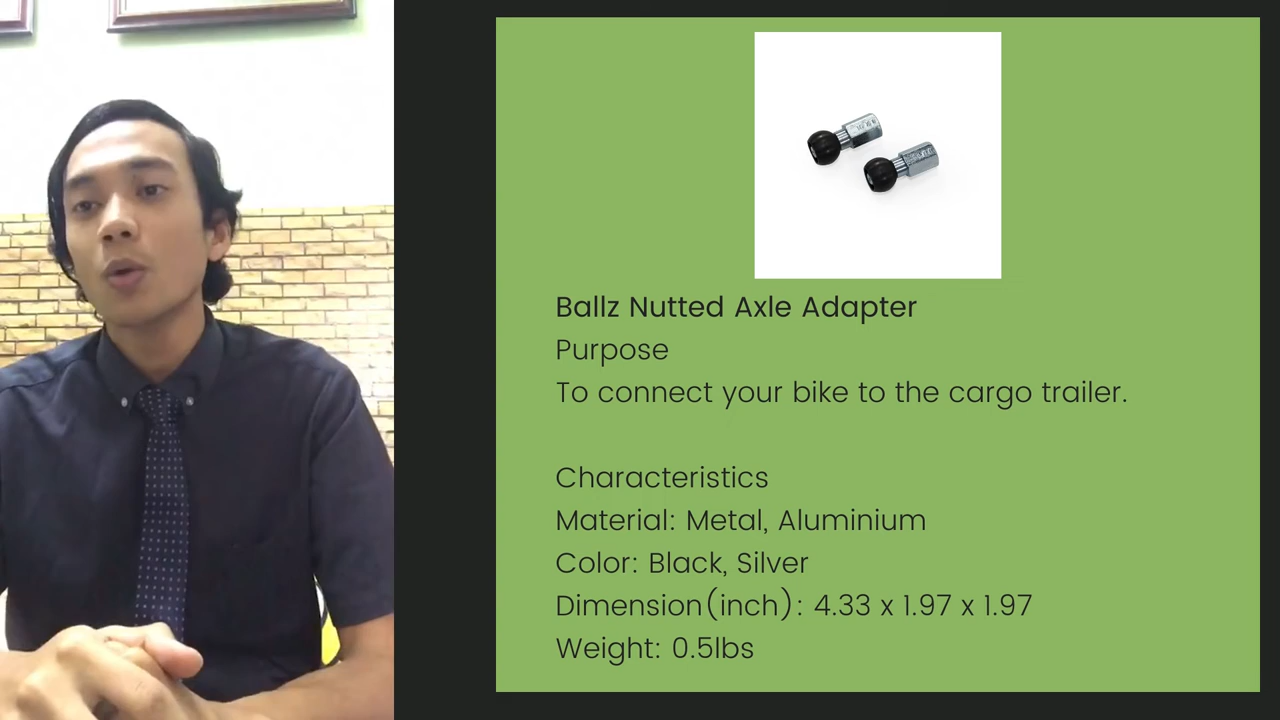 Ballz Nutted Axle Adapter
Purpose
To connect your bike to the cargo trailer.
Characteristics
Material: Metal, Aluminium
Color: Black, Silver
Dimension(inch): 4.33 x 1.97 x 1.97
Weight: 0.5lbs